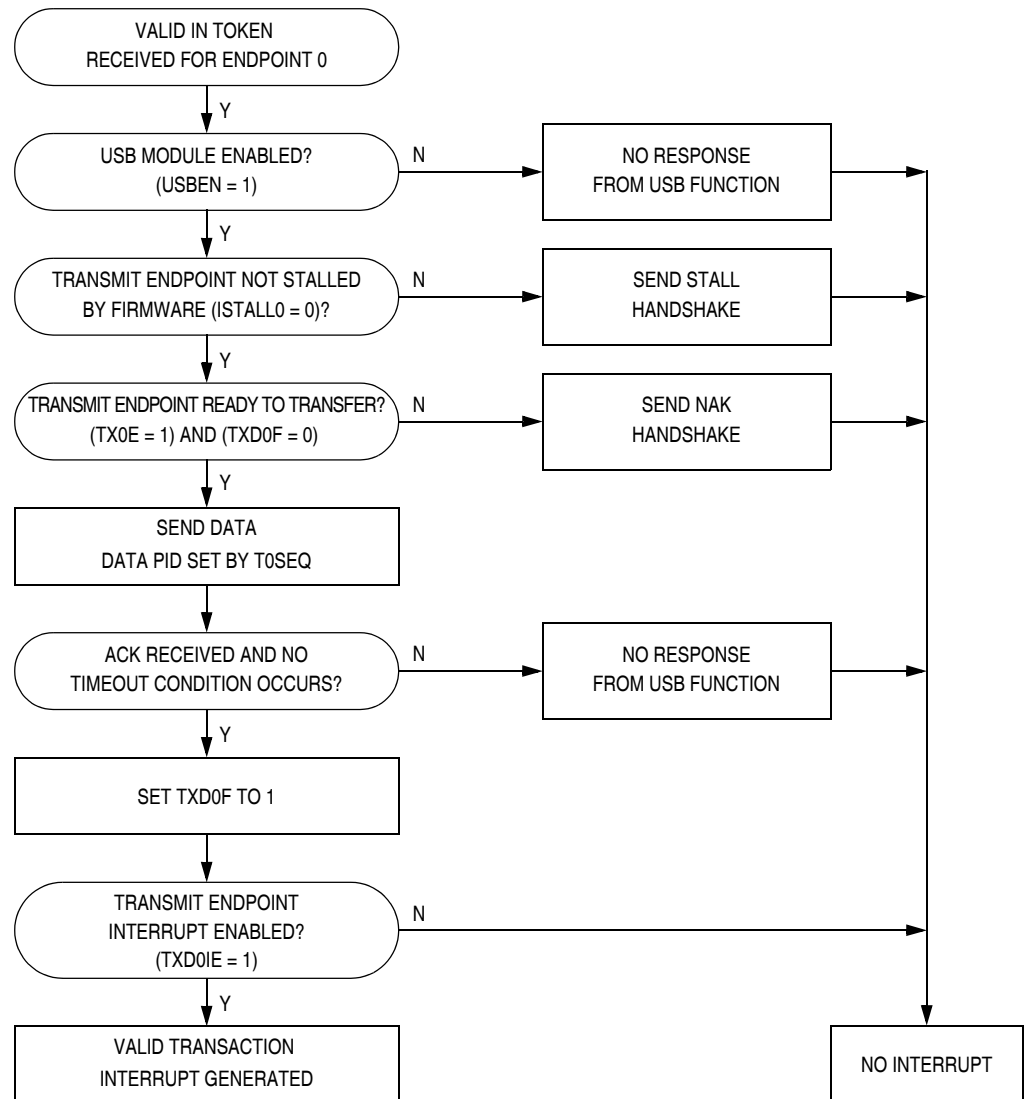 VALID IN TOKEN
RECEIVED FOR ENDPOINT 0
Y
USB MODULE ENABLED?
(USBEN = 1)
N
NO RESPONSE
FROM USB FUNCTION
Y
TRANSMIT ENDPOINT NOT STALLED
BY FIRMWARE (ISTALL0 = 0)?
N
SEND STALL
HANDSHAKE
Y
TRANSMIT ENDPOINT READY TO TRANSFER?
(TX0E = 1) AND (TXD0F = 0)
N
SEND NAK
HANDSHAKE
Y
SEND DATA
DATA PID SET BY T0SEQ
ACK RECEIVED AND NO
TIMEOUT CONDITION OCCURS?
N
NO RESPONSE
FROM USB FUNCTION
Y
SET TXD0F TO 1
TRANSMIT ENDPOINT
INTERRUPT ENABLED?
(TXD0IE = 1)
N
Y
VALID TRANSACTION
INTERRUPT GENERATED
NO INTERRUPT